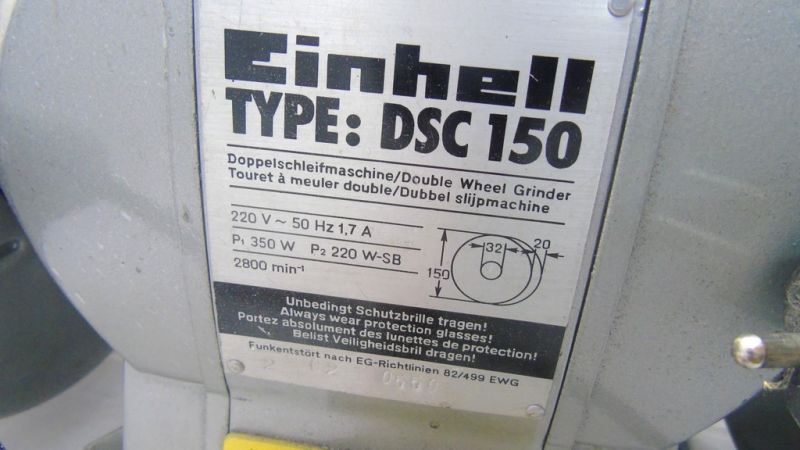 Einhell
TYPE: DSC 150
Doppelschleifmaschine/Double Wheel Grinder
Touret à meuler double/Dubbel slijpmachine
220 V ~ 50 Hz 1,7 A
P₁ 350 W P₂ 220 W-SB
2800 min⁻¹
150
32
20
Unbedingt Schutzbrille tragen!
Always wear protection glasses!
Portez absolument des lunettes de protection!
Belist Veiligheidsbril dragen!
Funkentstört nach EG-Richtlinien 82/499 EWG